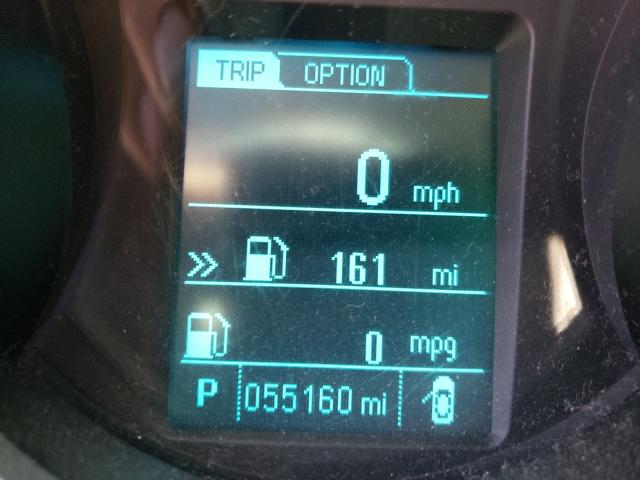 TRIP OPTION
0 mph
161 mi
0 mpg
P 055160 mi